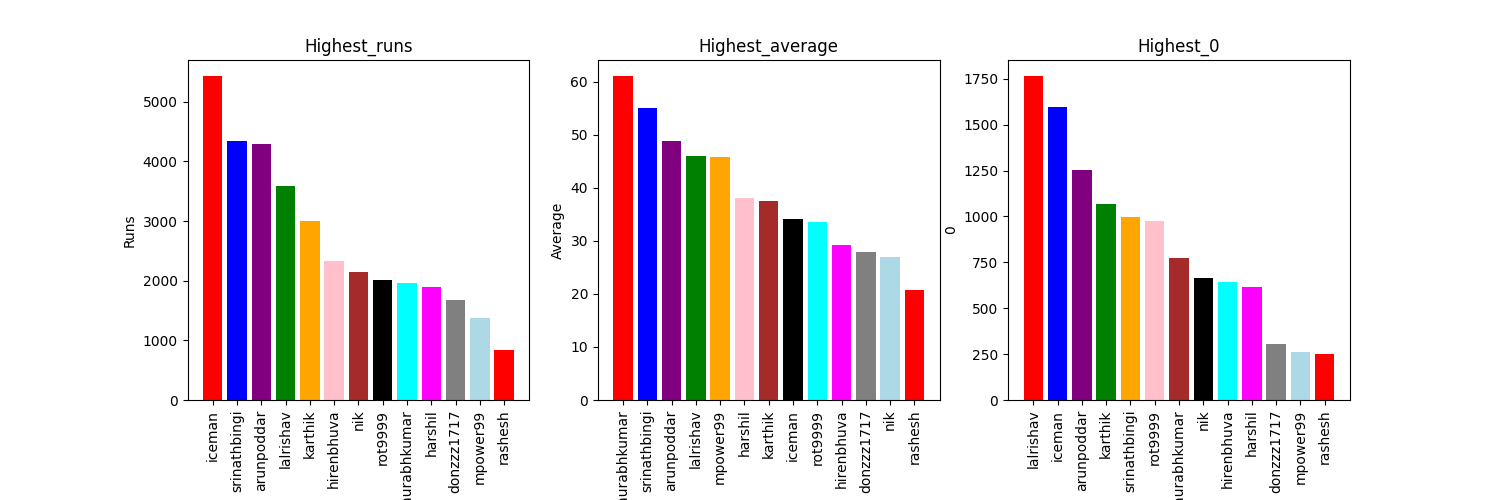 Highest_runs
Runs
5000
4000
3000
2000
1000
0
iceman
srinathbingi
arunpoddar
lalrishav
karthik
hirenbhuva
nik
rot9999
urabhkumar
harshil
donzzz1717
mpower99
rashesh
Highest_average
Average
60
50
40
30
20
10
0
urabhkumar
srinathbingi
arunpoddar
lalrishav
mpower99
harshil
karthik
iceman
rot9999
hirenbhuva
donzzz1717
nik
rashesh
Highest_0
0
1750
1500
1250
1000
750
500
250
0
lalrishav
iceman
arunpoddar
karthik
srinathbingi
rot9999
urabhkumar
nik
hirenbhuva
harshil
donzzz1717
mpower99
rashesh